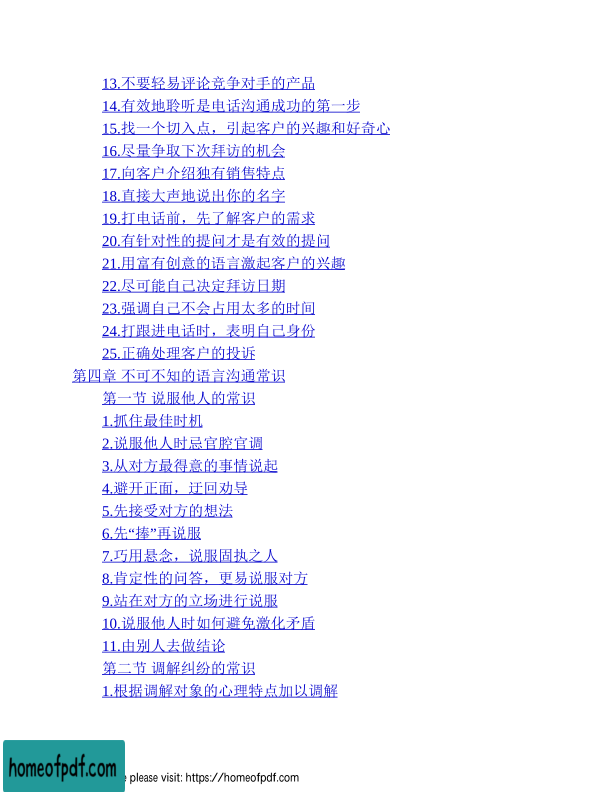 13.不要轻易评论竞争对手的产品
14.有效地聆听是电话沟通成功的第一步
15.找一个切入点，引起客户的兴趣和好奇心
16.尽量争取下次拜访的机会
17.向客户介绍独有销售特点
18.直接大声地说出你的名字
19.打电话前，先了解客户的需求
20.有针对性的提问才是有效的提问
21.用富有创意的语言激起客户的兴趣
22.尽可能自己决定拜访日期
23.强调自己不会占用太多的时间
24.打跟进电话时，表明自己身份
25.正确处理客户的投诉
第四章 不可不知的语言沟通常识
第一节 说服他人的常识
1.抓住最佳时机
2.说服他人时忌官腔官调
3.从对方最得意的事情说起
4.避开正面，迂回劝导
5.先接受对方的想法
6.先“捧”再说服
7.巧用悬念，说服固执之人
8.肯定性的问答，更易说服对方
9.站在对方的立场进行说服
10.说服他人时如何避免激化矛盾
11.由别人去做结论
第二节 调解纠纷的常识
1.根据调解对象的心理特点加以调解
homeofpdf.com
e please visit: https://homeofpdf.com